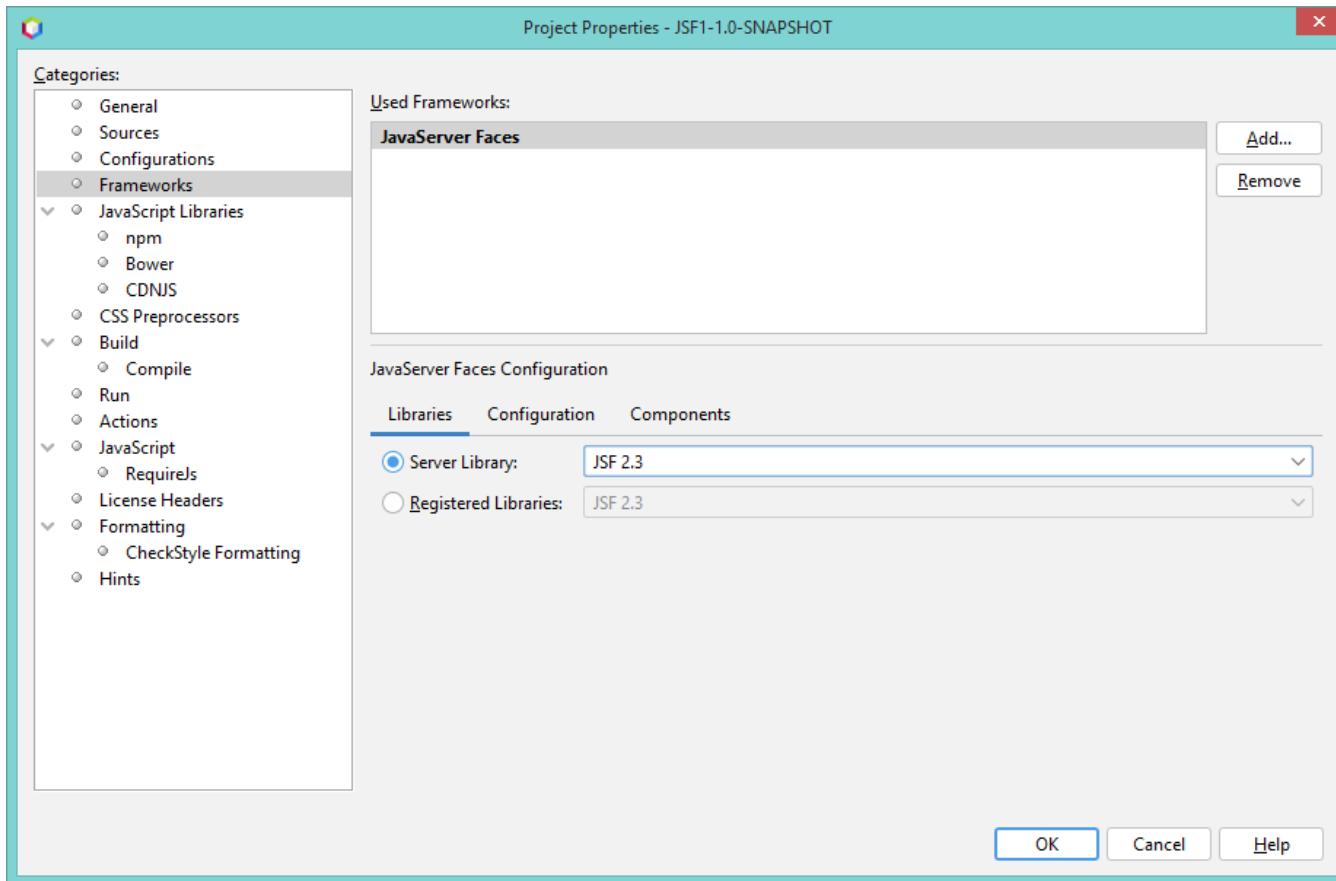 Project Properties - JSF1-1.0-SNAPSHOT
Categories:
General
Sources
Configurations
Frameworks
JavaScript Libraries
npm
Bower
CDNJS
CSS Preprocessors
Build
Compile
Run
Actions
JavaScript
RequireJs
License Headers
Formatting
CheckStyle Formatting
Hints
Used Frameworks:
JavaServer Faces
Add...
Remove
JavaServer Faces Configuration
Libraries Configuration Components
Server Library: JSF 2.3
Registered Libraries: JSF 2.3
OK Cancel Help